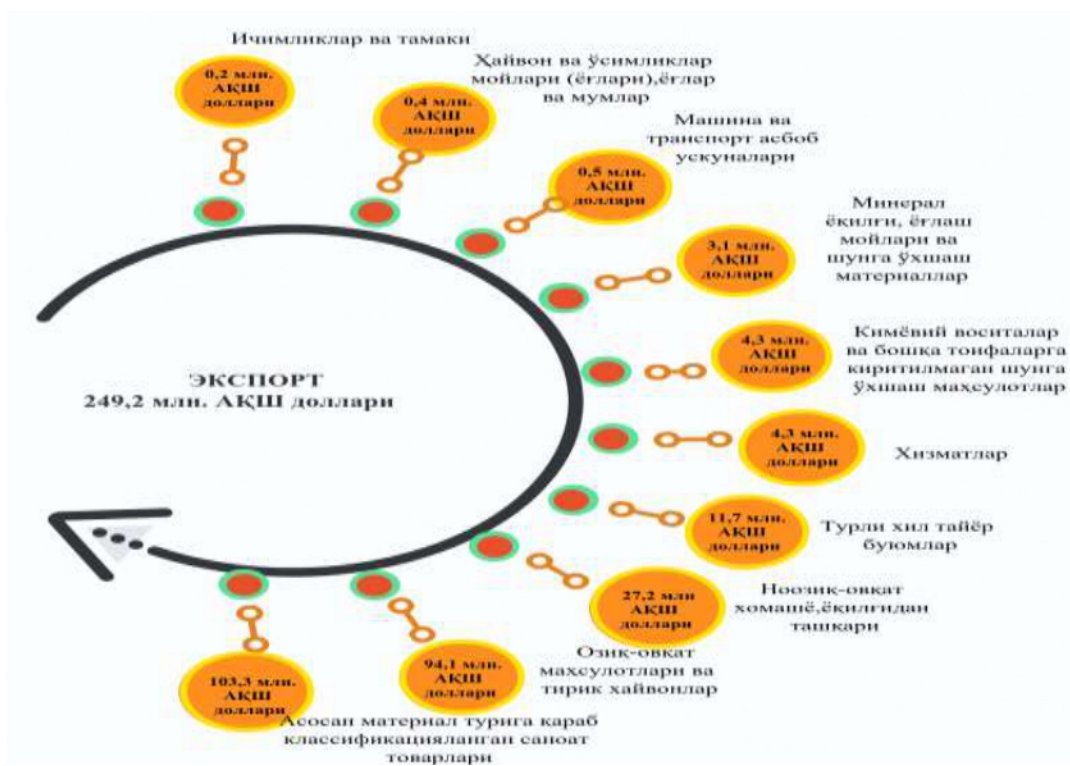 Ичимликлар ва тамаки
0,2 млн.
АҚШ
доллари
Ҳайвон ва ўсимликлар
мойлари (ёғлари),ёғлар
ва мумлар
0,4 млн.
АҚШ
доллари
Машина ва
транспорт асбоб
ускуналари
0,5 млн.
АҚШ
доллари
Минерал
ёқилғи, ёғлаш
мойлари ва
шунга ўхшаш
материаллар
3,1 млн.
АҚШ
доллари
Кимёвий воситалар
ва бошқа тоифаларга
киритилмаган шунга
ўхшаш маҳсулотлар
4,3 млн.
АҚШ
доллари
ЭКСПОРТ
249,2 млн. АҚШ доллари
4,3 млн.
АҚШ
доллари
Хизматлар
11,7 млн.
АҚШ
доллари
Турли хил тайёр
буюмлар
27,2 млн
АҚШ
доллари
Ноозиқ-овқат
хомашё,ёқилғидан
ташқари
94,1 млн.
АҚШ
доллари
Озиқ-овқат
маҳсулотлари ва
тирик хайвонлар
103,3 млн.
АҚШ
доллари
Асосан материал турига қараб
классификацияланган саноат
товарлари